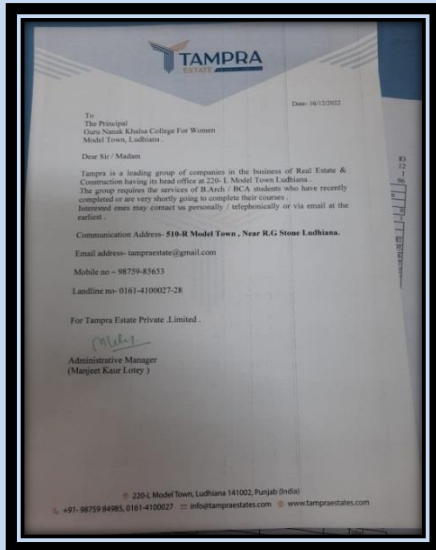 TAMPRA
ESTATE
Date- 16/12/2022
To
The Principal
Guru Nanak Khalsa College For Women
Model Town, Ludhiana .
Dear Sir / Madam
Tampra is a leading group of companies in the business of Real Estate &
Construction having its head office at 220- L Model Town Ludhiana .
The group requires the services of B.Arch / BCA students who have recently
completed or are very shortly going to complete their courses .
Interested ones may contact us personally / telephonically or via email at the
earliest .
Communication Address- 510-R Model Town , Near R.G Stone Ludhiana.
Email address- tampraestate@gmail.com
Mobile no – 98759-85653
Landline no- 0161-4100027-28
For Tampra Estate Private .Limited .
Administrative Manager
(Manjeet Kaur Lotey )
220-L Model Town, Ludhiana 141002, Punjab (India)
+91- 98759 84985, 0161-4100027 info@tampraestates.com www.tampraestates.com
83
12
1
96